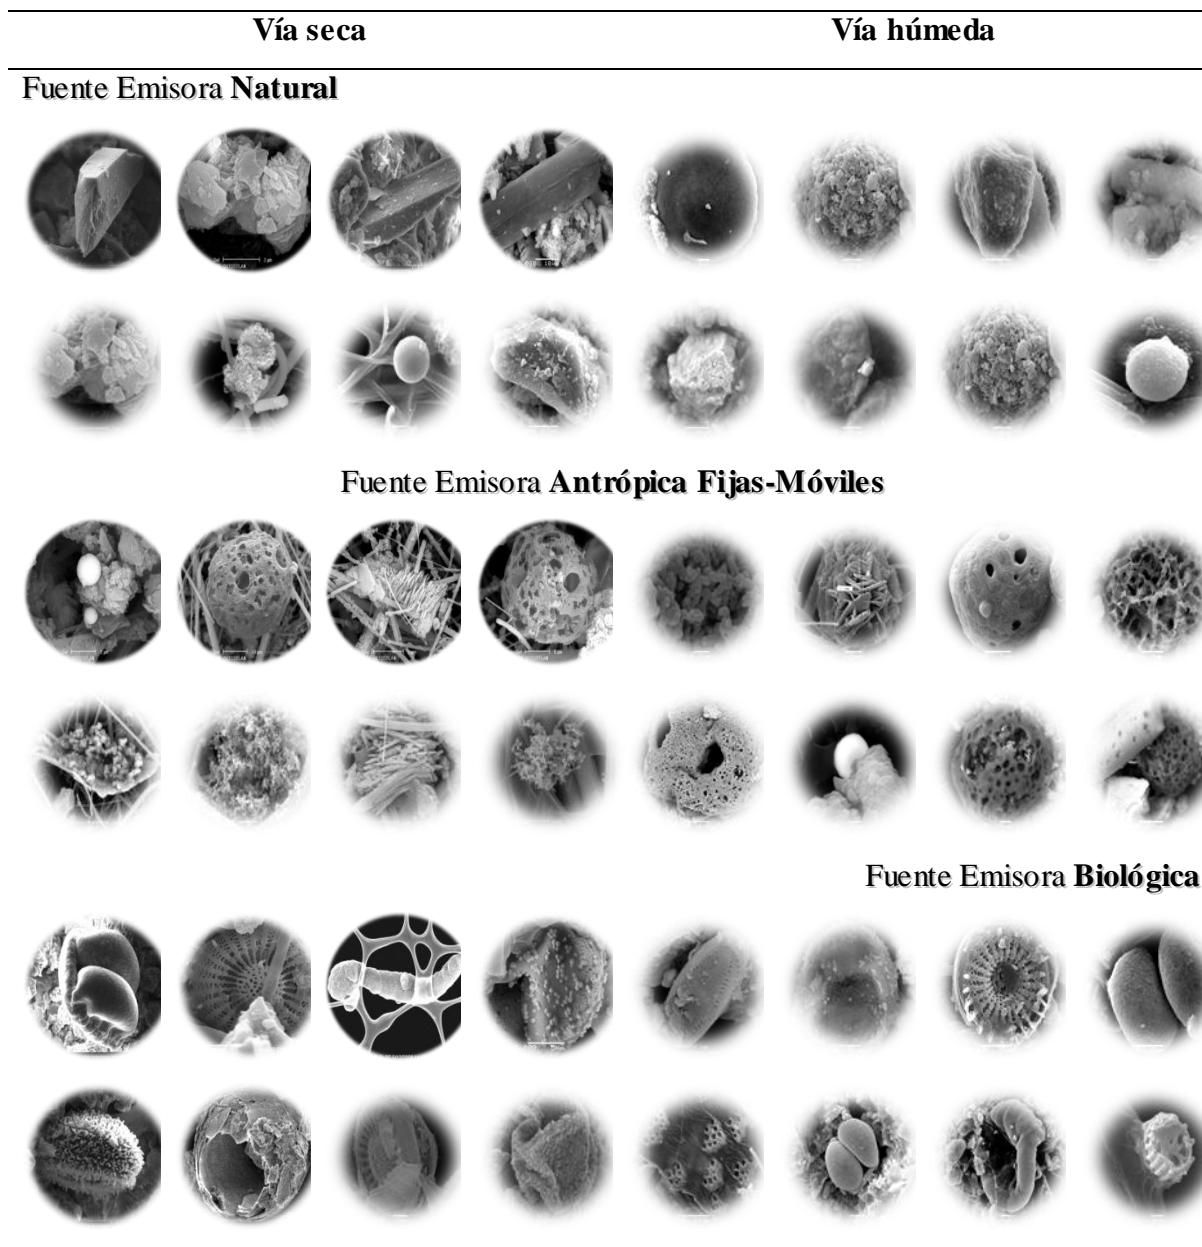 Vía seca
Vía húmeda
Fuente Emisora Natural
Fuente Emisora Antrópica Fijas-Móviles
Fuente Emisora Biológica